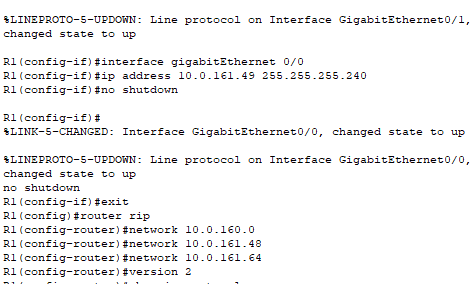 %LINEPROTO-5-UPDOWN: Line protocol on Interface GigabitEthernet0/1,
changed state to up
R1(config-if)#interface gigabitEthernet 0/0
R1(config-if)#ip address 10.0.161.49 255.255.255.240
R1(config-if)#no shutdown
R1(config-if)#
%LINK-5-CHANGED: Interface GigabitEthernet0/0, changed state to up
%LINEPROTO-5-UPDOWN: Line protocol on Interface GigabitEthernet0/0,
changed state to up
no shutdown
R1(config-if)#exit
R1(config)#router rip
R1(config-router)#network 10.0.160.0
R1(config-router)#network 10.0.161.48
R1(config-router)#network 10.0.161.64
R1(config-router)#version 2